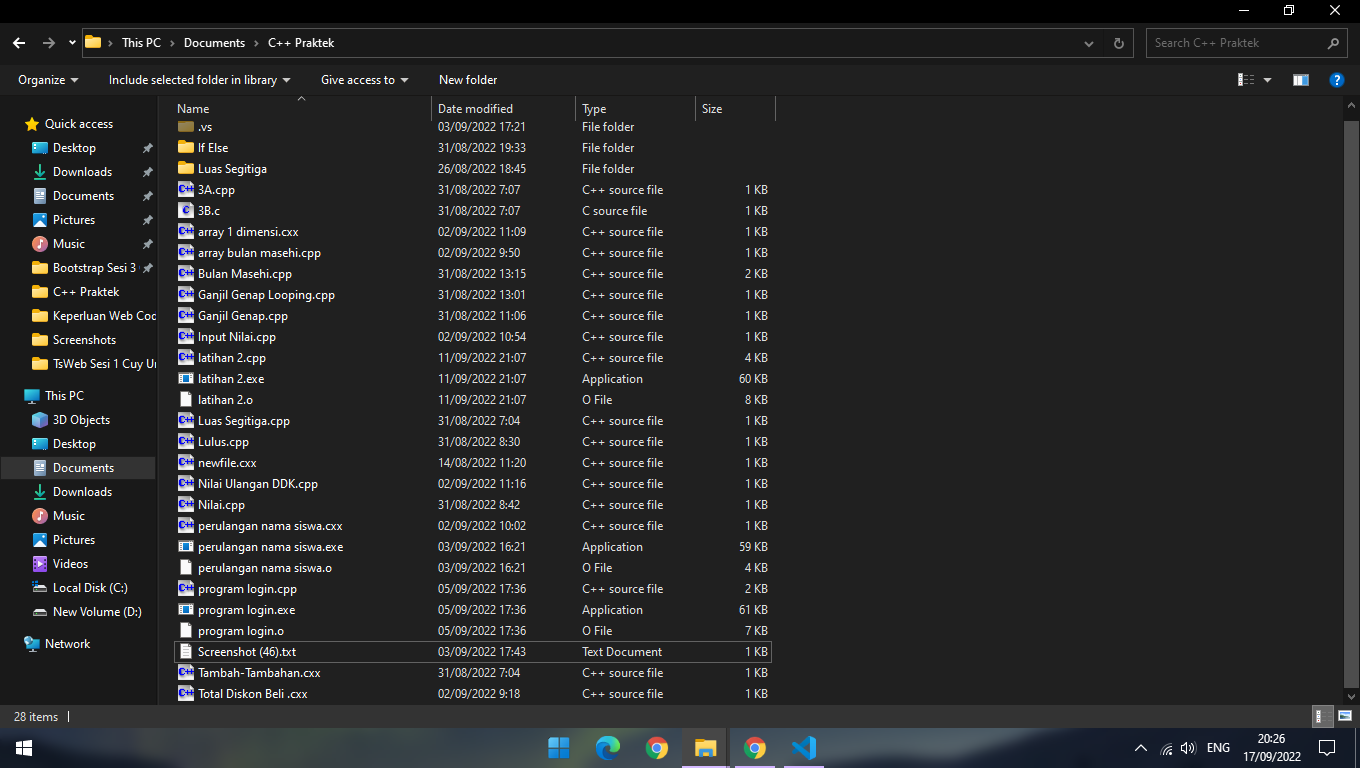 This PC > Documents > C++ Praktek
Search C++ Praktek
Organize Include selected folder in library Give access to New folder
Name Date modified Type Size
Quick access
Desktop
Downloads
Documents
Pictures
Music
Bootstrap Sesi 3
C++ Praktek
Keperluan Web Coc
Screenshots
TsWeb Sesi 1 Cuy Ur
This PC
3D Objects
Desktop
Documents
Downloads
Music
Pictures
Videos
Local Disk (C:)
New Volume (D:)
Network
.vs 03/09/2022 17:21 File folder
If Else 31/08/2022 19:33 File folder
Luas Segitiga 26/08/2022 18:45 File folder
3A.cpp 31/08/2022 7:07 C++ source file 1 KB
3B.c 31/08/2022 7:07 C source file 1 KB
array 1 dimensi.cxx 02/09/2022 11:09 C++ source file 1 KB
array bulan masehi.cpp 02/09/2022 9:50 C++ source file 1 KB
Bulan Masehi.cpp 31/08/2022 13:15 C++ source file 2 KB
Ganjil Genap Looping.cpp 31/08/2022 13:01 C++ source file 1 KB
Ganjil Genap.cpp 31/08/2022 11:06 C++ source file 1 KB
Input Nilai.cpp 02/09/2022 10:54 C++ source file 1 KB
latihan 2.cpp 11/09/2022 21:07 C++ source file 4 KB
latihan 2.exe 11/09/2022 21:07 Application 60 KB
latihan 2.o 11/09/2022 21:07 O File 8 KB
Luas Segitiga.cpp 31/08/2022 7:04 C++ source file 1 KB
Lulus.cpp 31/08/2022 8:30 C++ source file 1 KB
newfile.cxx 14/08/2022 11:20 C++ source file 1 KB
Nilai Ulangan DDK.cpp 02/09/2022 11:16 C++ source file 1 KB
Nilai.cpp 31/08/2022 8:42 C++ source file 1 KB
perulangan nama siswa.cxx 02/09/2022 10:02 C++ source file 1 KB
perulangan nama siswa.exe 03/09/2022 16:21 Application 59 KB
perulangan nama siswa.o 03/09/2022 16:21 O File 4 KB
program login.cpp 05/09/2022 17:36 C++ source file 2 KB
program login.exe 05/09/2022 17:36 Application 61 KB
program login.o 05/09/2022 17:36 O File 7 KB
Screenshot (46).txt 03/09/2022 17:43 Text Document 1 KB
Tambah-Tambahan.cxx 31/08/2022 7:04 C++ source file 1 KB
Total Diskon Beli .cxx 02/09/2022 9:18 C++ source file 1 KB
28 items
ENG
20:26
17/09/2022